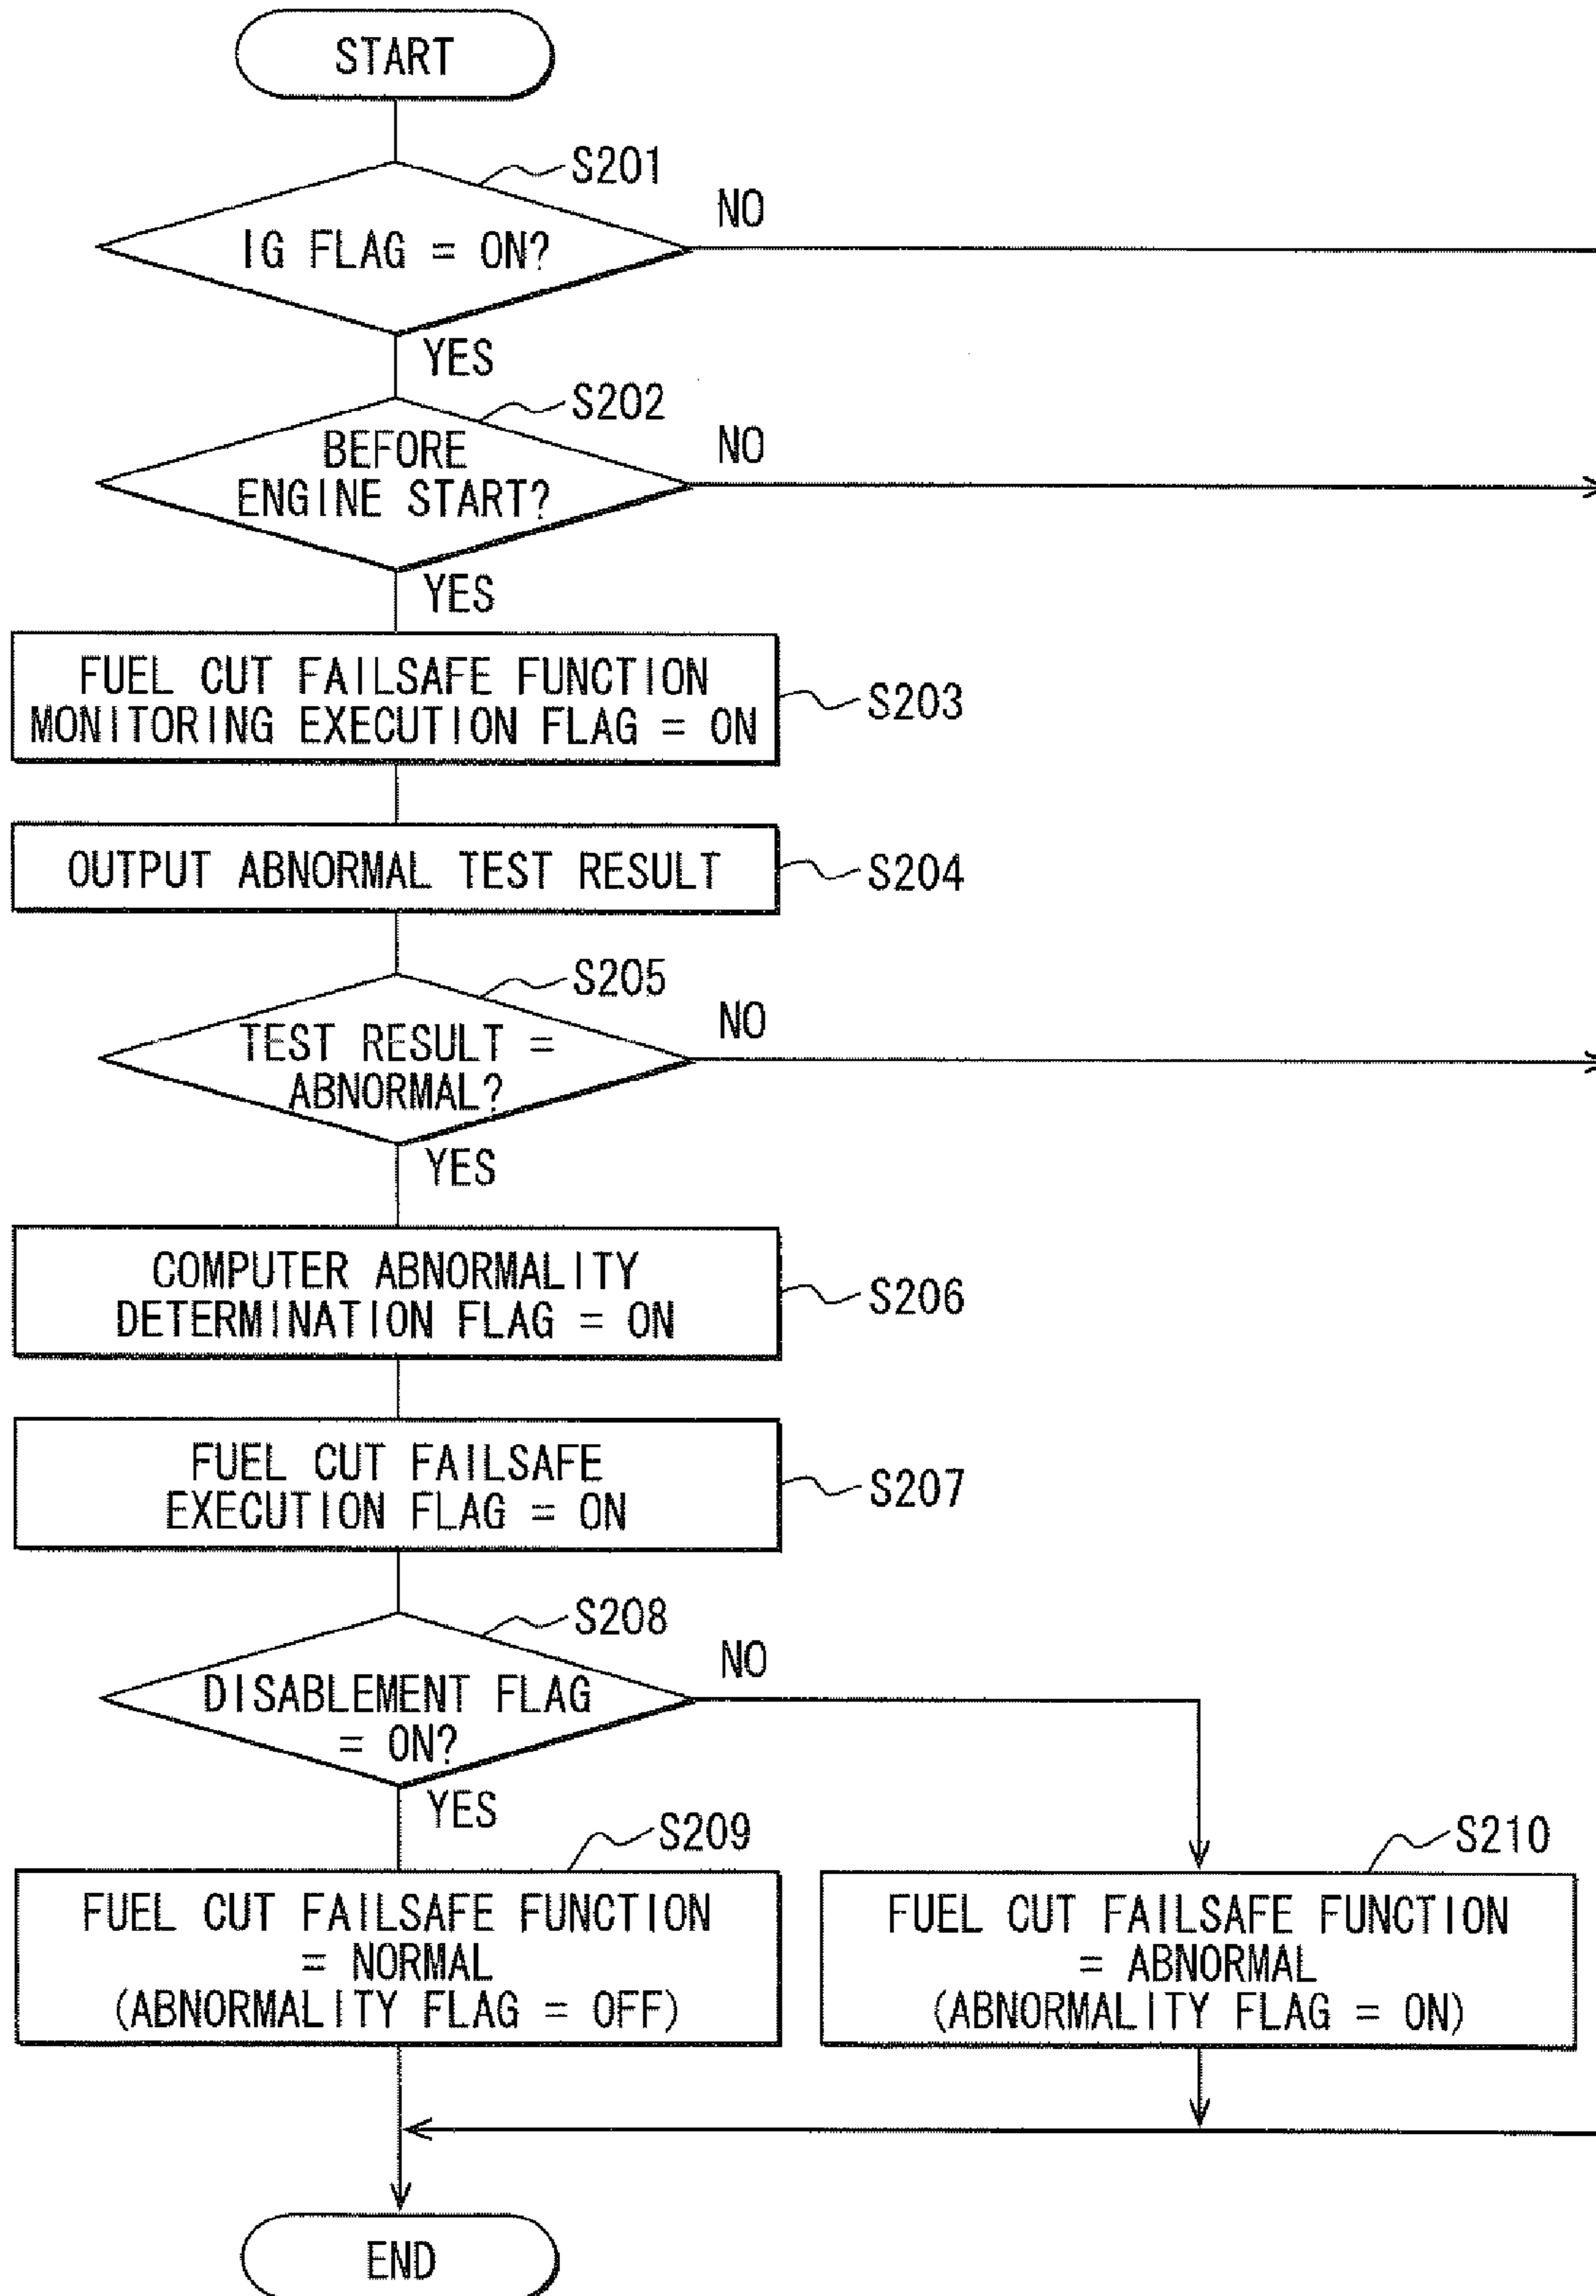 START
S201
NO
IG FLAG = ON?
YES
S202
NO
BEFORE
ENGINE START?
YES
FUEL CUT FAILSAFE FUNCTION
MONITORING EXECUTION FLAG = ON
S203
OUTPUT ABNORMAL TEST RESULT
S204
S205
NO
TEST RESULT =
ABNORMAL?
YES
COMPUTER ABNORMALITY
DETERMINATION FLAG = ON
S206
FUEL CUT FAILSAFE
EXECUTION FLAG = ON
S207
S208
NO
DISABLEMENT FLAG
= ON?
YES
S209
FUEL CUT FAILSAFE FUNCTION
= NORMAL
(ABNORMALITY FLAG = OFF)
S210
FUEL CUT FAILSAFE FUNCTION
= ABNORMAL
(ABNORMALITY FLAG = ON)
END